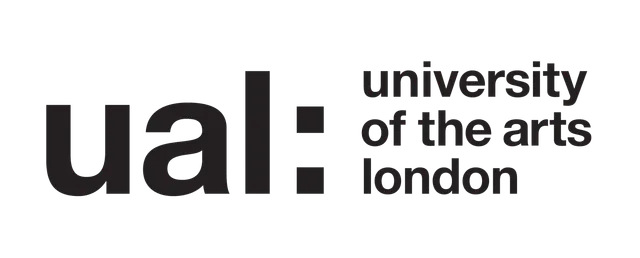 ual:
university
of the arts
london